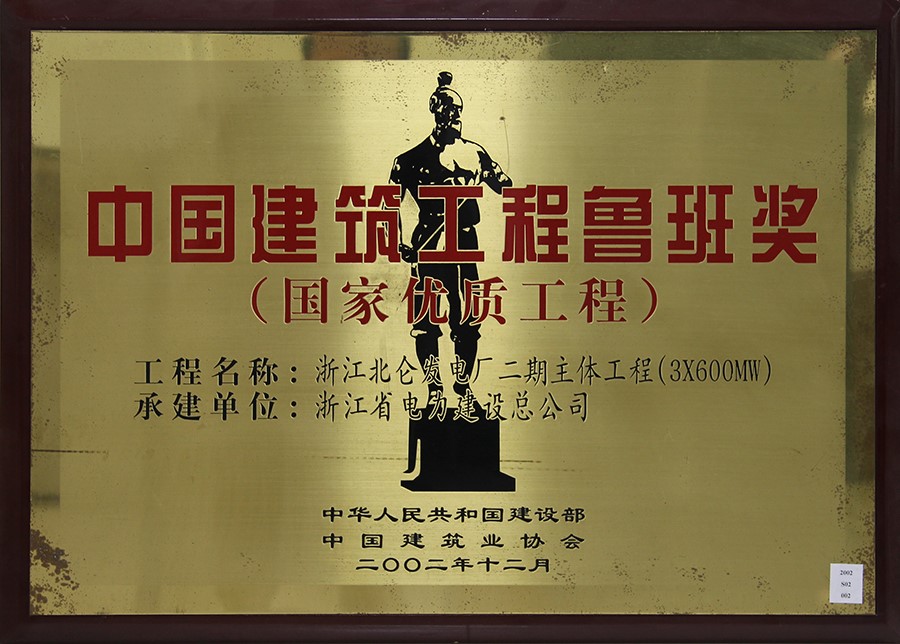 中国建筑工程鲁班奖
（国家优质工程）
工程名称：浙江北仑发电厂二期主体工程(3X600MW)
承建单位：浙江省电力建设总公司
中华人民共和国建设部
中国建筑业协会
二〇〇二年十二月
2002
S02
002